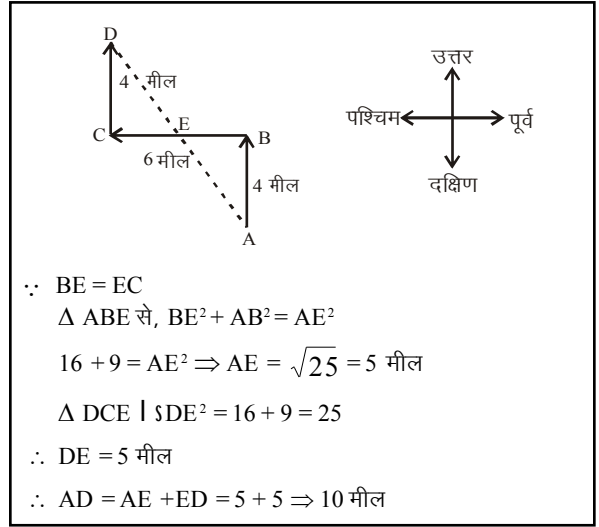 D
उत्तर
4 मील
पश्चिम पूर्व
C E B
6 मील
4 मील
दक्षिण
A
∵ BE = EC
Δ ABE से, BE² + AB² = AE²
16 + 9 = AE² ⇒ AE = √25 = 5 मील
Δ DCE l sDE² = 16 + 9 = 25
∴ DE = 5 मील
∴ AD = AE +ED = 5 + 5 ⇒ 10 मील